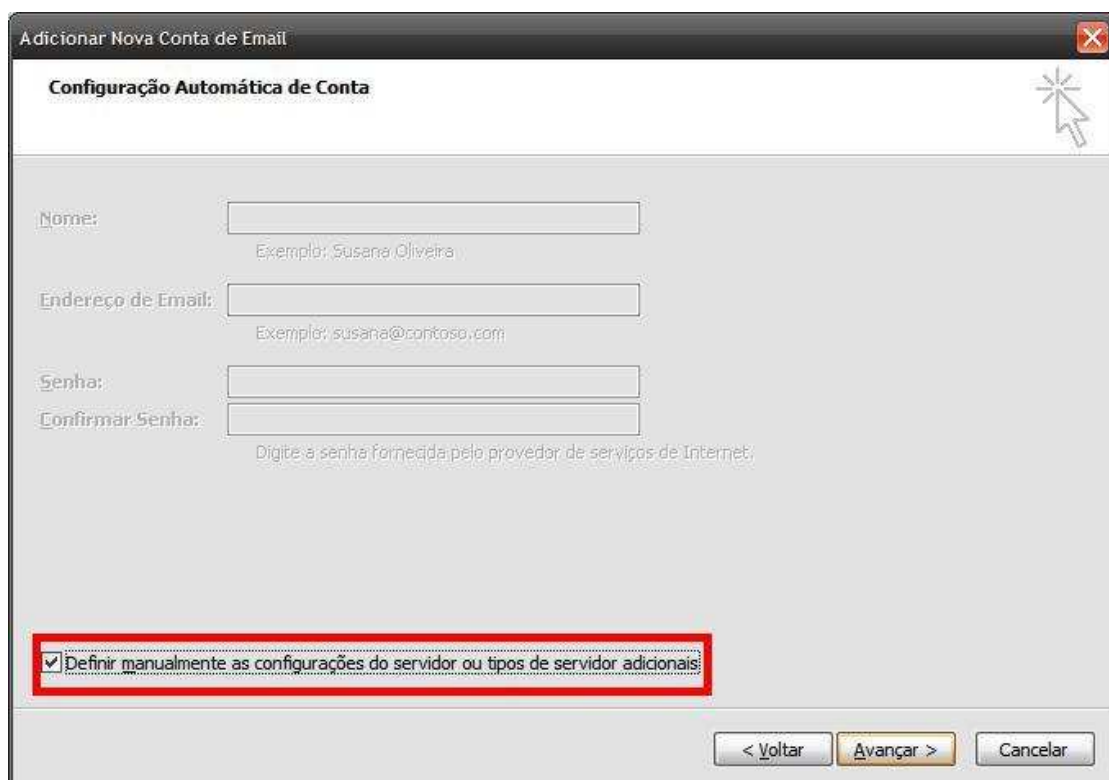 Adicionar Nova Conta de Email
Configuração Automática de Conta
Nome:
Exemplo: Susana Oliveira
Endereço de Email:
Exemplo: susana@contoso.com
Senha:
Confirmar Senha:
Digite a senha fornecida pelo provedor de serviços de Internet.
Definir manualmente as configurações do servidor ou tipos de servidor adicionais
< Voltar Avançar > Cancelar